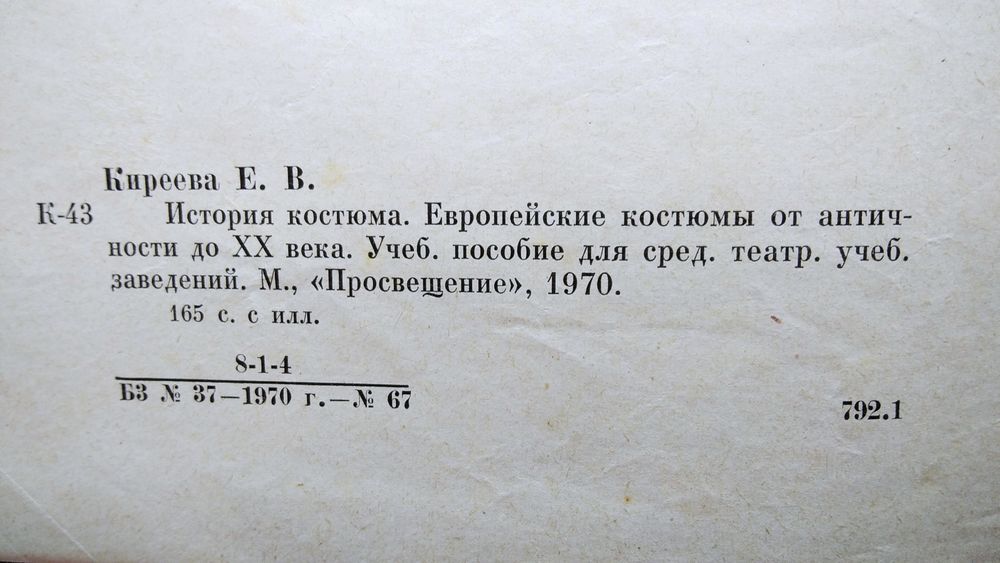 Киреева Е. В.
К-43 История костюма. Европейские костюмы от антич-
ности до XX века. Учеб. пособие для сред. театр. учеб.
заведений. М., «Просвещение», 1970.
165 с. с илл.
8-1-4
БЗ № 37—1970 г.—№ 67
792.1